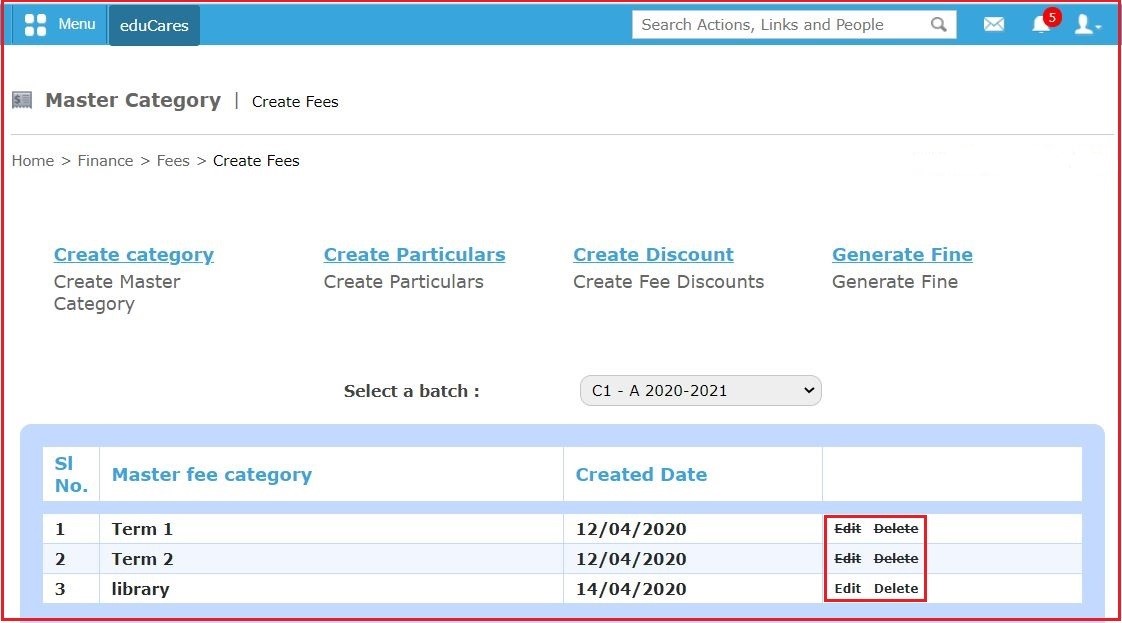 Menu eduCares Search Actions, Links and People 5
Master Category | Create Fees
Home > Finance > Fees > Create Fees
Create category Create Particulars Create Discount Generate Fine
Create Master Create Particulars Create Fee Discounts Generate Fine
Category
Select a batch : C1 - A 2020-2021
Sl
No. Master fee category Created Date
1 Term 1 12/04/2020 Edit Delete
2 Term 2 12/04/2020 Edit Delete
3 library 14/04/2020 Edit Delete